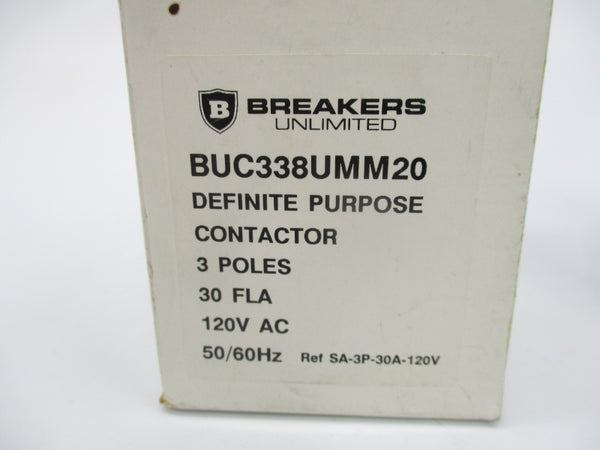 B BREAKERS
UNLIMITED
BUC338UMM20
DEFINITE PURPOSE
CONTACTOR
3 POLES
30 FLA
120V AC
50/60Hz Ref SA-3P-30A-120V